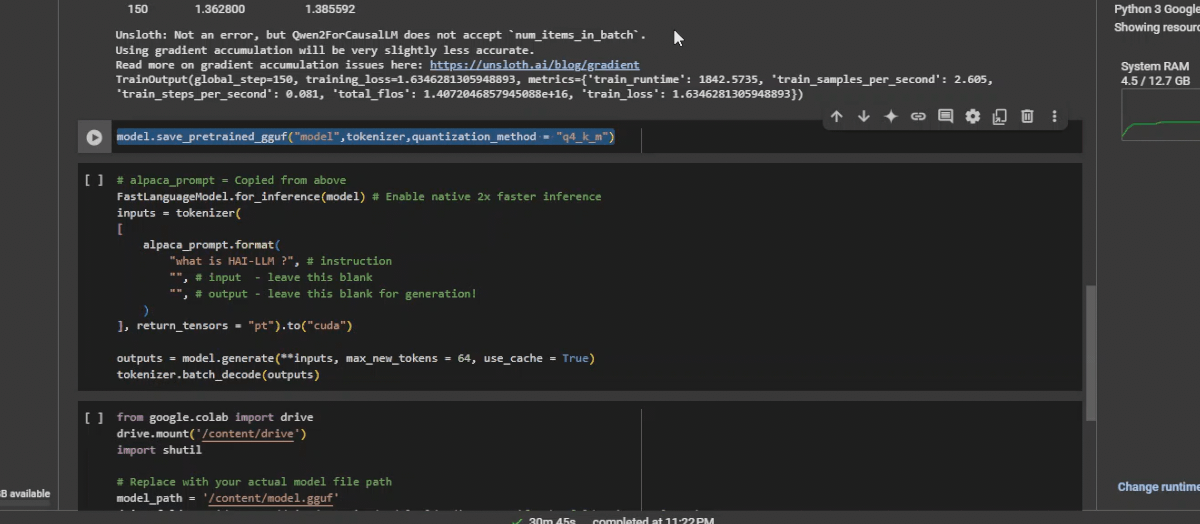 150 1.362800 1.385592
Unsloth: Not an error, but Qwen2ForCausalLM does not accept `num_items_in_batch`.
Using gradient accumulation will be very slightly less accurate.
Read more on gradient accumulation issues here: https://unsloth.ai/blog/gradient
TrainOutput(global_step=150, training_loss=1.6346281305948893, metrics={'train_runtime': 1842.5735, 'train_samples_per_second': 2.605,
'train_steps_per_second': 0.081, 'total_flos': 1.4072046857945088e+16, 'train_loss': 1.6346281305948893})
model.save_pretrained_gguf("model",tokenizer,quantization_method = "q4_k_m")
[ ] # alpaca_prompt = Copied from above
FastLanguageModel.for_inference(model) # Enable native 2x faster inference
inputs = tokenizer(
[
alpaca_prompt.format(
"what is HAI-LLM ?", # instruction
"", # input  - leave this blank
"", # output - leave this blank for generation!
)
], return_tensors = "pt").to("cuda")
outputs = model.generate(**inputs, max_new_tokens = 64, use_cache = True)
tokenizer.batch_decode(outputs)
[ ] from google.colab import drive
drive.mount('/content/drive')
import shutil
# Replace with your actual model file path
model_path = '/content/model.gguf'
Python 3 Google
Showing resour
System RAM
4.5 / 12.7 GB
Change runtime
B available
30m 45s completed at 11:22 PM